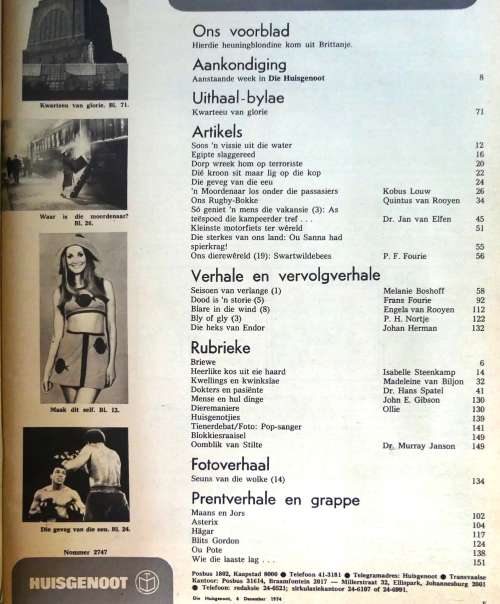 Ons voorblad
Hierdie heuningblondine kom uit Brittanje.
Aankondiging
Aanstaande week in Die Huisgenoot 8
Uithaal-bylae
Kwarteeu van glorie 71
Artikels
Soos 'n vissie uit die water 12
Egipte slaggereed 16
Dorp wreek hom op terroriste 20
Dié kroon sit maar lig op die kop 22
Die geveg van die eeu 24
'n Moordenaar los onder die passasiers Kobus Louw 26
Ons Rugby-Bokke Quintus van Rooyen 34
Só geniet 'n mens die vakansie (3): As
teëspoed die kampeerder tref . . . Dr. Jan van Elfen 45
Kleinste motorfiets ter wêreld 51
Die sterkes van ons land: Ou Sanna had
spierkrag! 55
Ons dierewêreld (19): Swartwildebees P. F. Fourie 56
Verhale en vervolgverhale
Seisoen van verlange (1) Melanie Boshoff 58
Dood is 'n storie (5) Frans Fourie 92
Blare in die wind (8) Engela van Rooyen 112
Bly of gly (3) P. H. Nortje 122
Die heks van Endor Johan Herman 132
Rubrieke
Briewe 6
Heerlike kos uit eie haard Isabelle Steenkamp 14
Kwellings en kwinkslae Madeleine van Biljon 32
Dokters en pasiënte Dr. Hans Spatel 41
Mense en hul dinge John E. Gibson 130
Dieremaniere Ollie 130
Huisgenootjies 139
Tienerdebat/Foto: Pop-sanger 141
Blokkiesraaisel 149
Oomblik van Stilte Dr. Murray Janson 149
Fotoverhaal
Seuns van die wolke (14) 134
Prentverhale en grappe
Maans en Jors 102
Asterix 104
Hägar 117
Blits Gordon 124
Ou Pote 138
Wie die laaste lag . . . 151
Posbus 1802, Kaapstad 8000 ● Telefoon 41-3181 ● Telegramadres: Huisgenoot ● Transvaalse
Kantoor: Posbus 31614, Braamfontein 2017 — Millerstraat 32, Ellispark, Johannesburg 2001
● Telefoon: redaksie 24-6523; sirkulasiekantoor 24-6107 of 24-6991.
Die Huisgenoot, 6 Desember 1974
Kwarteeu van glorie. Bl. 71.
Waar is die moordenaar?
Bl. 26.
Maak dit self. Bl. 12.
Die geveg van die eeu. Bl. 24.
Nommer 2747
HUISGENOOT